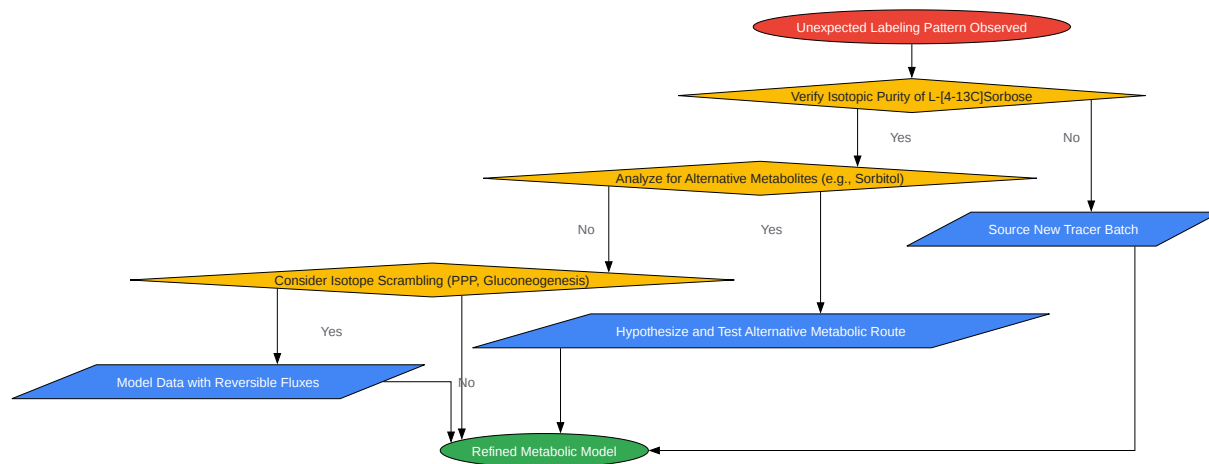 Unexpected Labeling Pattern Observed
Verify Isotopic Purity of L-[4-13C]Sorbose
Yes
No
Analyze for Alternative Metabolites (e.g., Sorbitol)
No
Yes
Source New Tracer Batch
Consider Isotope Scrambling (PPP, Gluconeogenesis)
Yes
Hypothesize and Test Alternative Metabolic Route
Model Data with Reversible Fluxes
No
Refined Metabolic Model